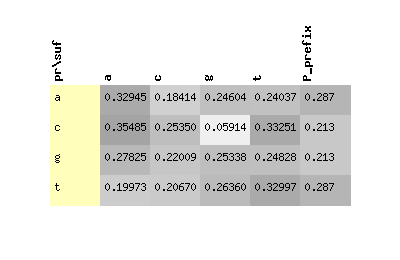 pr\suf a c g t P_prefix
a 0.32945 0.18414 0.24604 0.24037 0.287
c 0.35485 0.25350 0.05914 0.33251 0.213
g 0.27825 0.22009 0.25338 0.24828 0.213
t 0.19973 0.20670 0.26360 0.32997 0.287